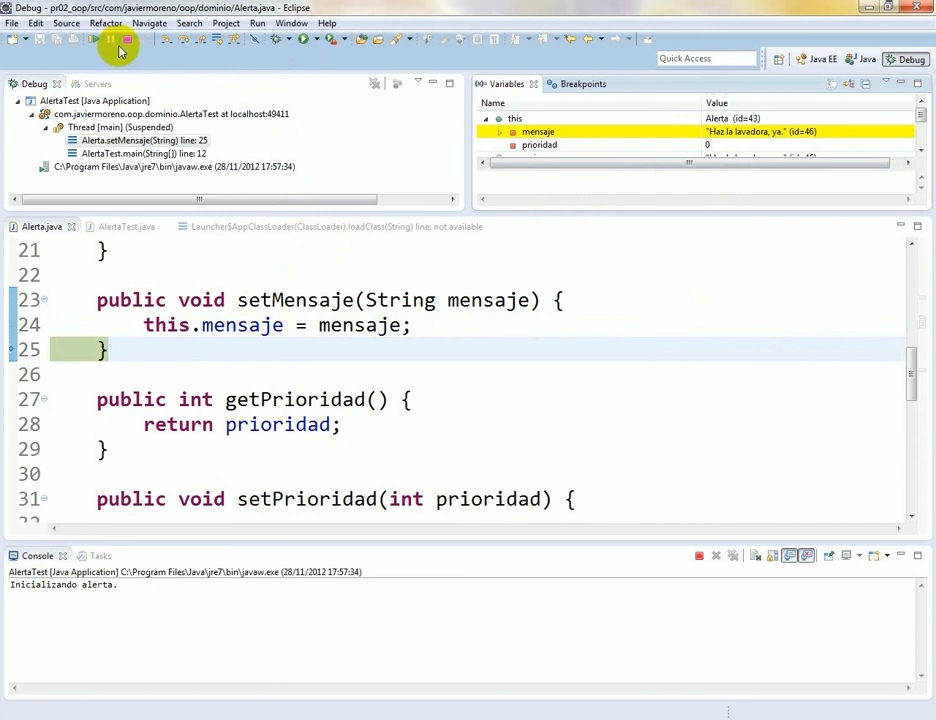 Debug - pr02_oop/src/com/javiermoreno/oop/dominio/Alerta.java - Eclipse
File Edit Source Refactor Navigate Search Project Run Window Help
Quick Access Java EE Java Debug
Debug Servers
AlertaTest [Java Application]
com.javiermoreno.oop.dominio.AlertaTest at localhost:49411
Thread [main] (Suspended)
Alerta.setMensaje(String) line: 25
AlertaTest.main(String[]) line: 12
C:\Program Files\Java\jre7\bin\javaw.exe (28/11/2012 17:57:34)
(x)= Variables Breakpoints
Name Value
this Alerta (id=43)
mensaje "Haz la lavadora, ya." (id=46)
prioridad 0
Alerta.java AlertaTest.java Launcher$AppClassLoader(ClassLoader).loadClass(String) line: not available
21 }
22
23 public void setMensaje(String mensaje) {
24 this.mensaje = mensaje;
25 }
26
27 public int getPrioridad() {
28 return prioridad;
29 }
30
31 public void setPrioridad(int prioridad) {
Console Tasks
AlertaTest [Java Application] C:\Program Files\Java\jre7\bin\javaw.exe (28/11/2012 17:57:34)
Inicializando alerta.